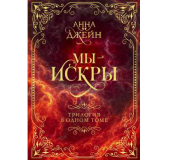 АННА
ДЖЕЙН
МЫ
ИСКРЫ
ТРИЛОГИЯ
В ОДНОМ ТОМЕ